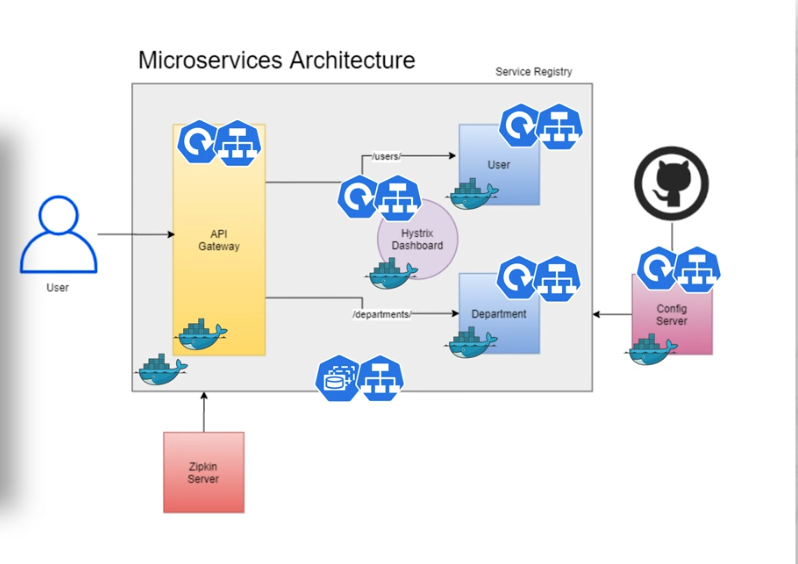 Microservices Architecture
Service Registry
/users/
User
API
Gateway
Hystrix
Dashboard
User
/departments/
Department
Config
Server
Zipkin
Server